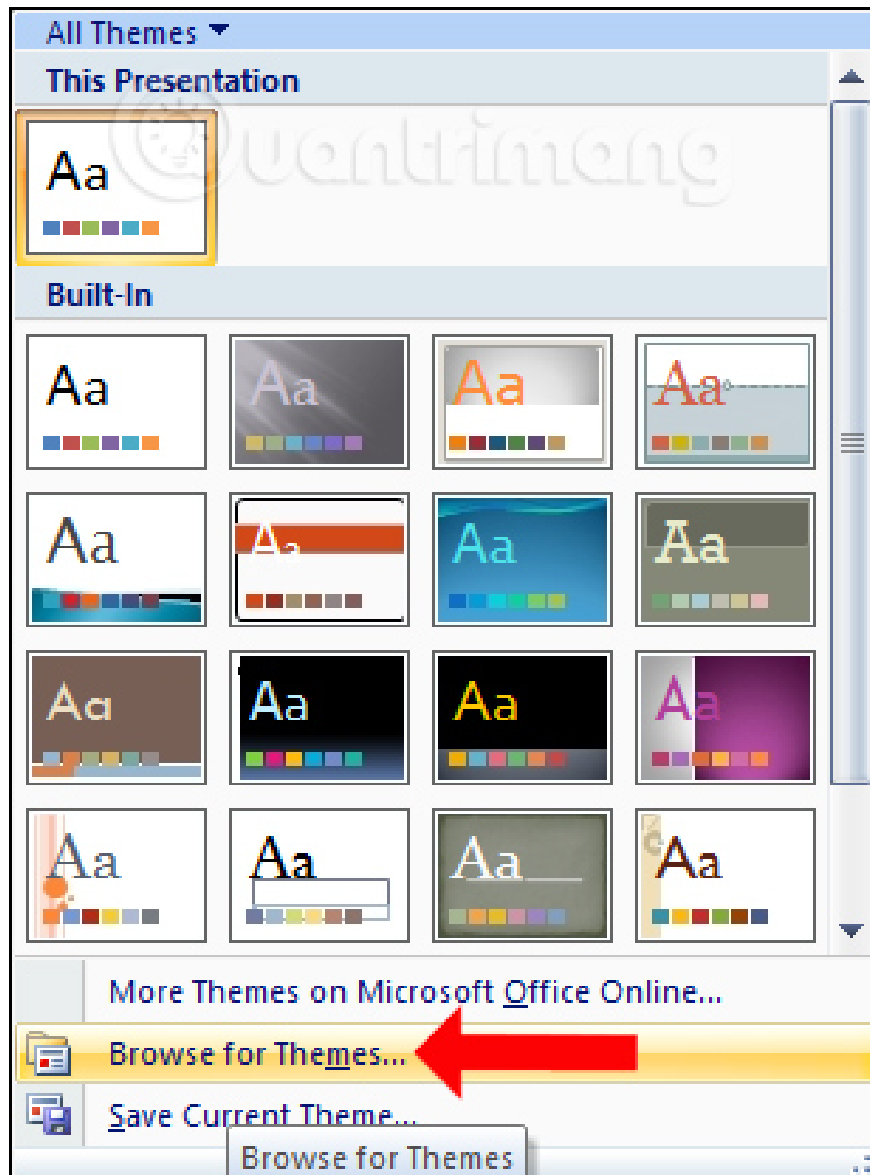 All Themes
This Presentation
Quantrimang
Aa
Built-In
Aa Aa Aa Aa
Aa Aa Aa Aa
Aa Aa Aa Aa
Aa Aa Aa Aa
More Themes on Microsoft Office Online...
Browse for Themes...
Save Current Theme...
Browse for Themes